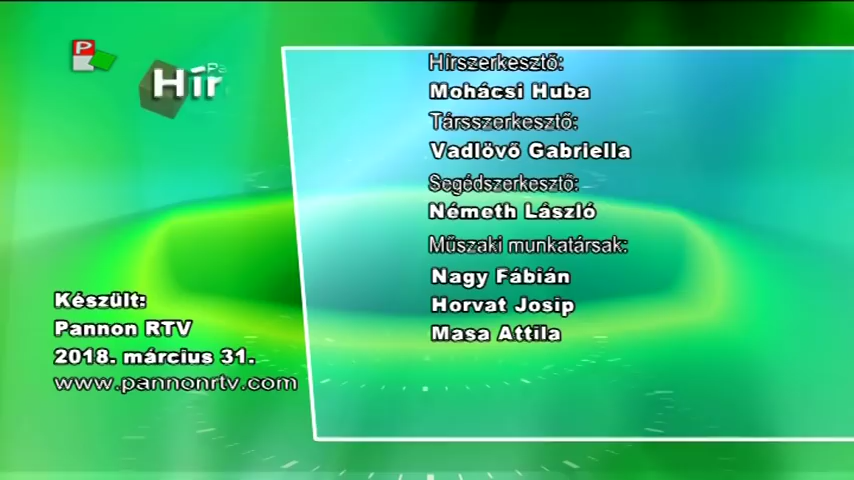 P
Hír
Hírszerkesztő:
Mohácsi Huba
Társszerkesztő:
Vadlövő Gabriella
Segédszerkesztő:
Németh László
Műszaki munkatársak:
Nagy Fábián
Horvat Josip
Masa Attila
Készült:
Pannon RTV
2018. március 31.
www.pannonrtv.com